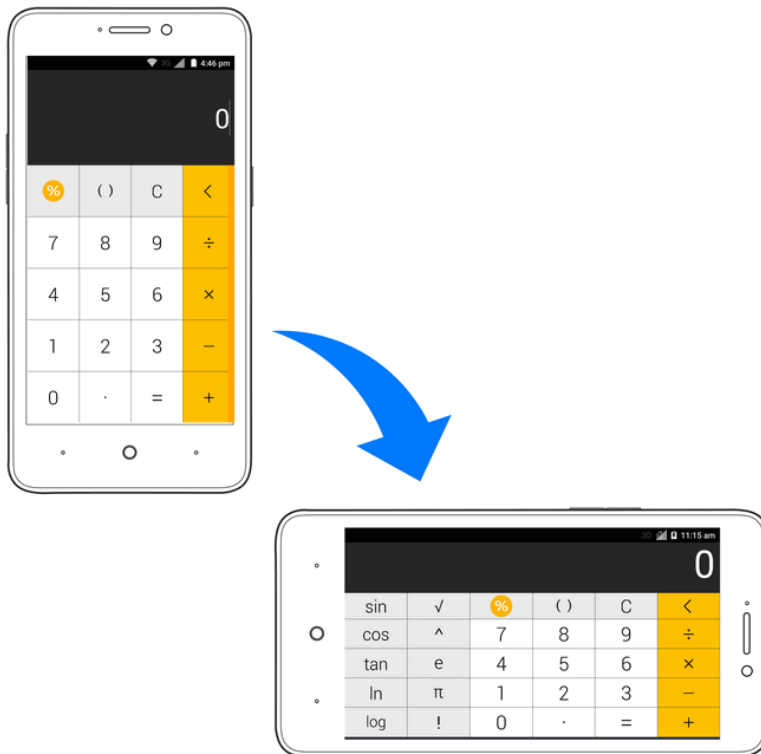 3G 4:46 pm
0
% ( ) C <
7 8 9 ÷
4 5 6 ×
1 2 3 −
0 . = +
3G 11:15 am
0
sin √ % ( ) C <
cos ^ 7 8 9 ÷
tan e 4 5 6 ×
ln π 1 2 3 −
log ! 0 . = +